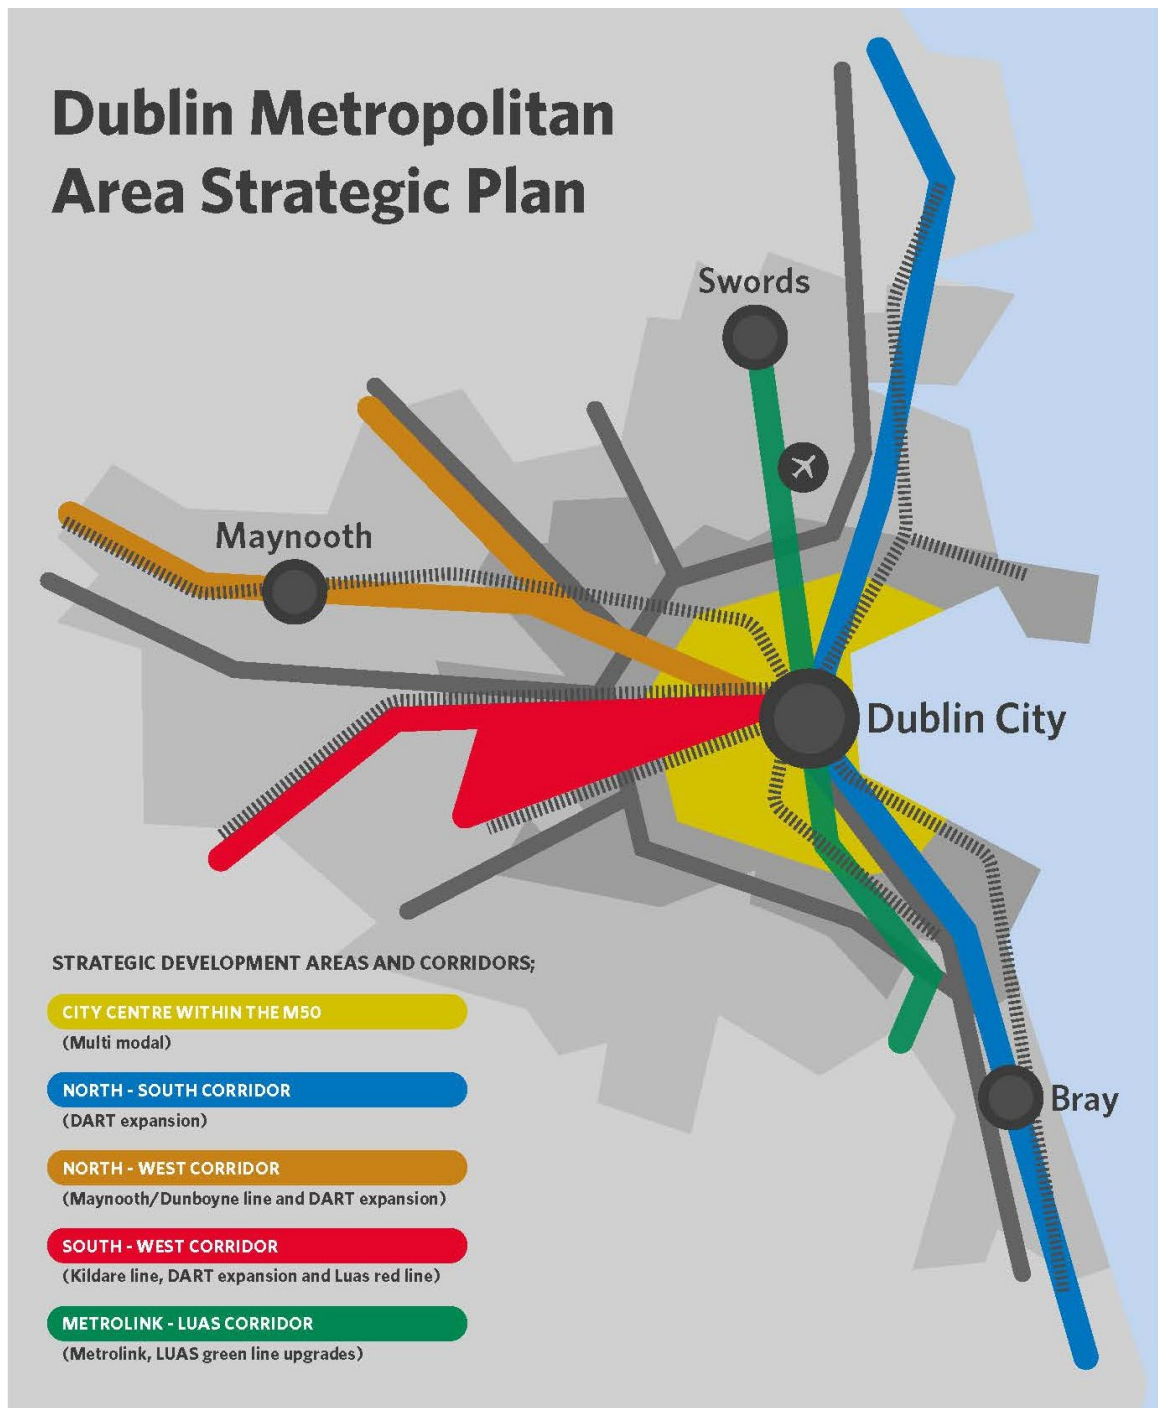 Dublin Metropolitan
Area Strategic Plan
Swords
Maynooth
Dublin City
Bray
STRATEGIC DEVELOPMENT AREAS AND CORRIDORS;
CITY CENTRE WITHIN THE M50
(Multi modal)
NORTH - SOUTH CORRIDOR
(DART expansion)
NORTH - WEST CORRIDOR
(Maynooth/Dunboyne line and DART expansion)
SOUTH - WEST CORRIDOR
(Kildare line, DART expansion and Luas red line)
METROLINK - LUAS CORRIDOR
(Metrolink, LUAS green line upgrades)